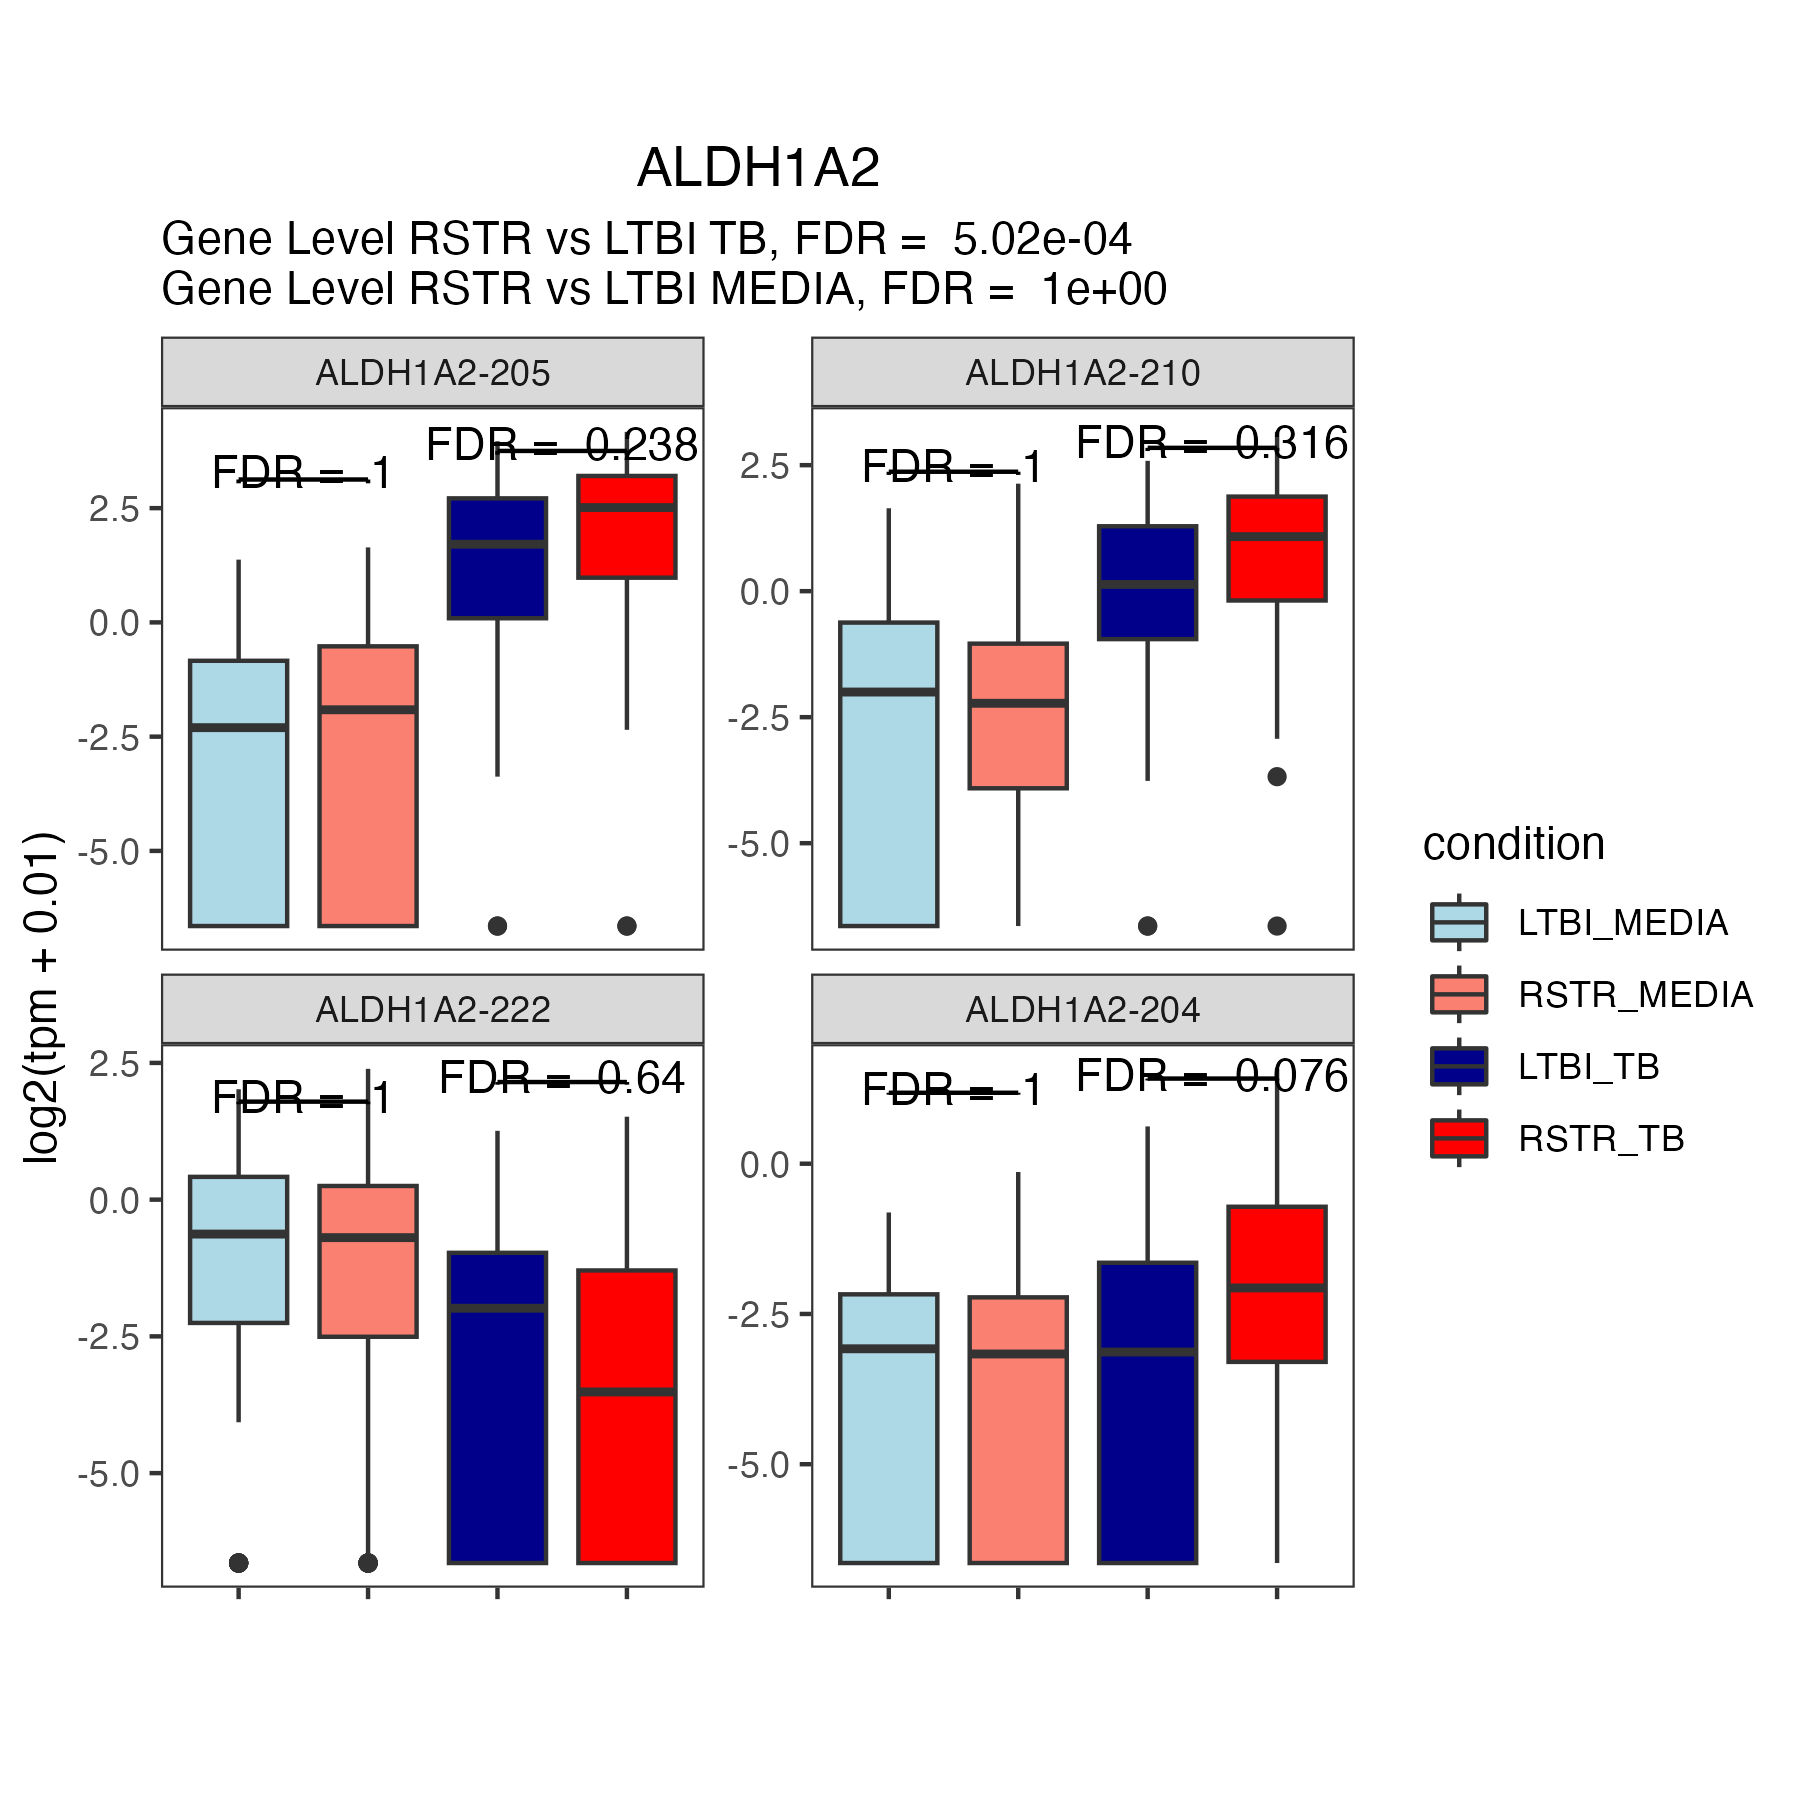 ALDH1A2
Gene Level RSTR vs LTBI TB, FDR = 5.02e-04
Gene Level RSTR vs LTBI MEDIA, FDR = 1e+00
log2(tpm + 0.01)
ALDH1A2-205
FDR = 1
FDR = 0.238
2.5
0.0
-2.5
-5.0
ALDH1A2-210
FDR = 1
FDR = 0.316
2.5
0.0
-2.5
-5.0
ALDH1A2-222
FDR = 1
FDR = 0.64
2.5
0.0
-2.5
-5.0
ALDH1A2-204
FDR = 1
FDR = 0.076
0.0
-2.5
-5.0
condition
LTBI_MEDIA
RSTR_MEDIA
LTBI_TB
RSTR_TB